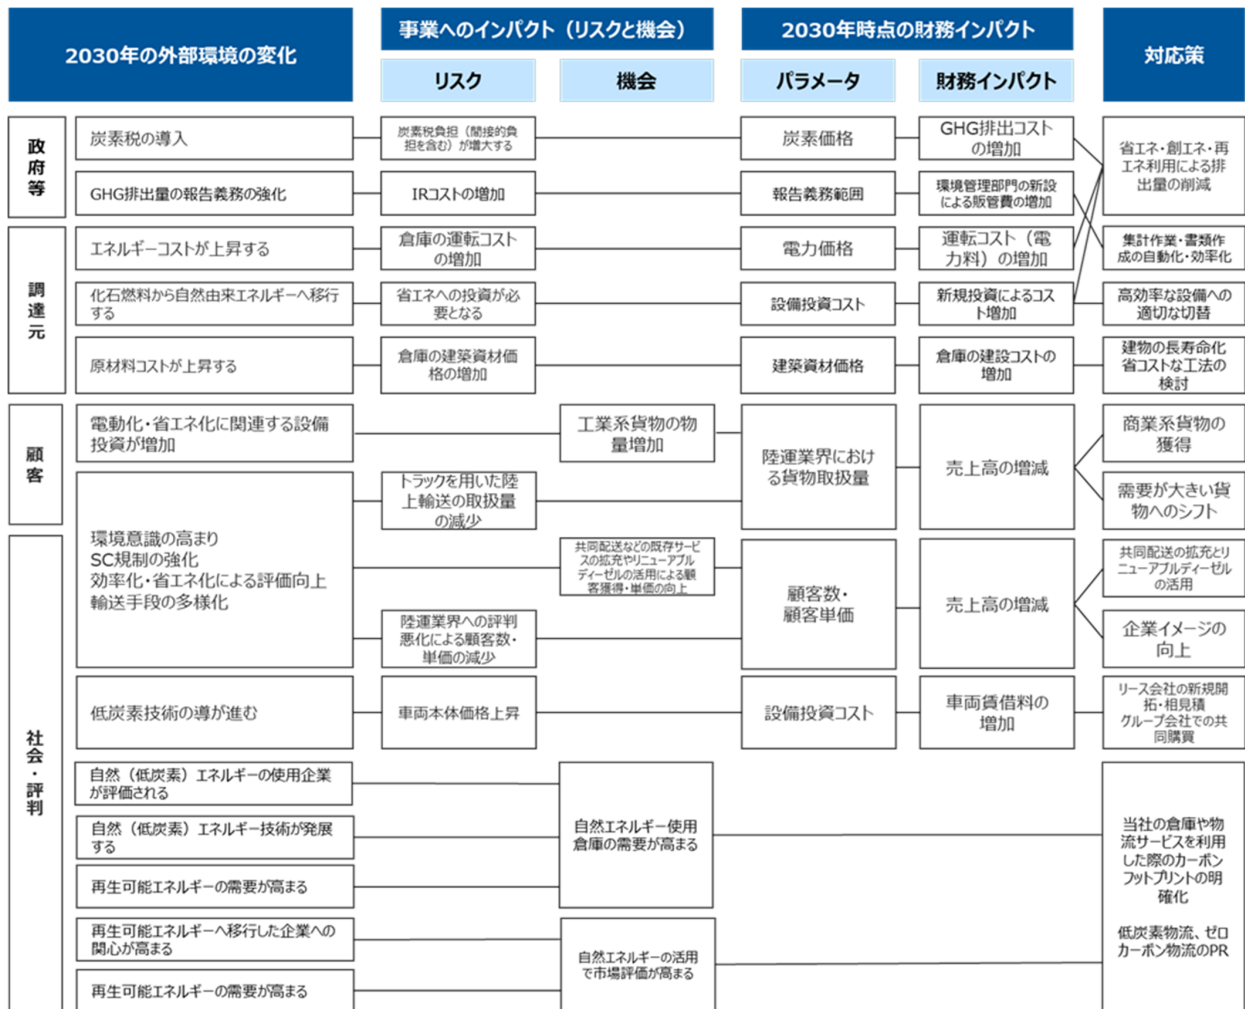 2030年の外部環境の変化
事業へのインパクト（リスクと機会）
2030年時点の財務インパクト
対応策
リスク
機会
パラメータ
財務インパクト
政府等
炭素税の導入
炭素税負担（間接的負
担を含む）が増大する
炭素価格
GHG排出コスト
の増加
省エネ・創エネ・再
エネ利用による排
出量の削減
GHG排出量の報告義務の強化
IRコストの増加
報告義務範囲
環境管理部門の新設
による販管費の増加
調達元
エネルギーコストが上昇する
倉庫の運転コスト
の増加
電力価格
運転コスト（電
力料）の増加
集計作業・書類作
成の自動化・効率化
化石燃料から自然由来エネルギーへ移行
する
省エネへの投資が必
要となる
設備投資コスト
新規投資によるコス
ト増加
高効率な設備への
適切な切替
原材料コストが上昇する
倉庫の建築資材価
格の増加
建築資材価格
倉庫の建設コストの
増加
建物の長寿命化
省コストな工法の
検討
顧客
電動化・省エネ化に関連する設備
投資が増加
工業系貨物の物
量増加
陸運業界におけ
る貨物取扱量
売上高の増減
商業系貨物の
獲得
トラックを用いた陸
上輸送の取扱量
の減少
需要が大きい貨
物へのシフト
社会・評判
環境意識の高まり
SC規制の強化
効率化・省エネ化による評価向上
輸送手段の多様化
共同配送などの既存サービ
スの拡充やリニューアブル
ディーゼルの活用による顧
客獲得・単価の向上
顧客数・
顧客単価
売上高の増減
共同配送の拡充とリ
ニューアブルディーゼル
の活用
陸運業界への評判
悪化による顧客数・
単価の減少
企業イメージの
向上
低炭素技術の導が進む
車両本体価格上昇
設備投資コスト
車両賃借料の
増加
リース会社の新規開
拓・相見積
グループ会社での共
同購買
自然（低炭素）エネルギーの使用企業
が評価される
自然（低炭素）エネルギー技術が発展
する
再生可能エネルギーの需要が高まる
自然エネルギー使用
倉庫の需要が高まる
当社の倉庫や物
流サービスを利用
した際のカーボン
フットプリントの明
確化
低炭素物流、ゼロ
カーボン物流のPR
再生可能エネルギーへ移行した企業への
関心が高まる
再生可能エネルギーの需要が高まる
自然エネルギーの活用
で市場評価が高まる